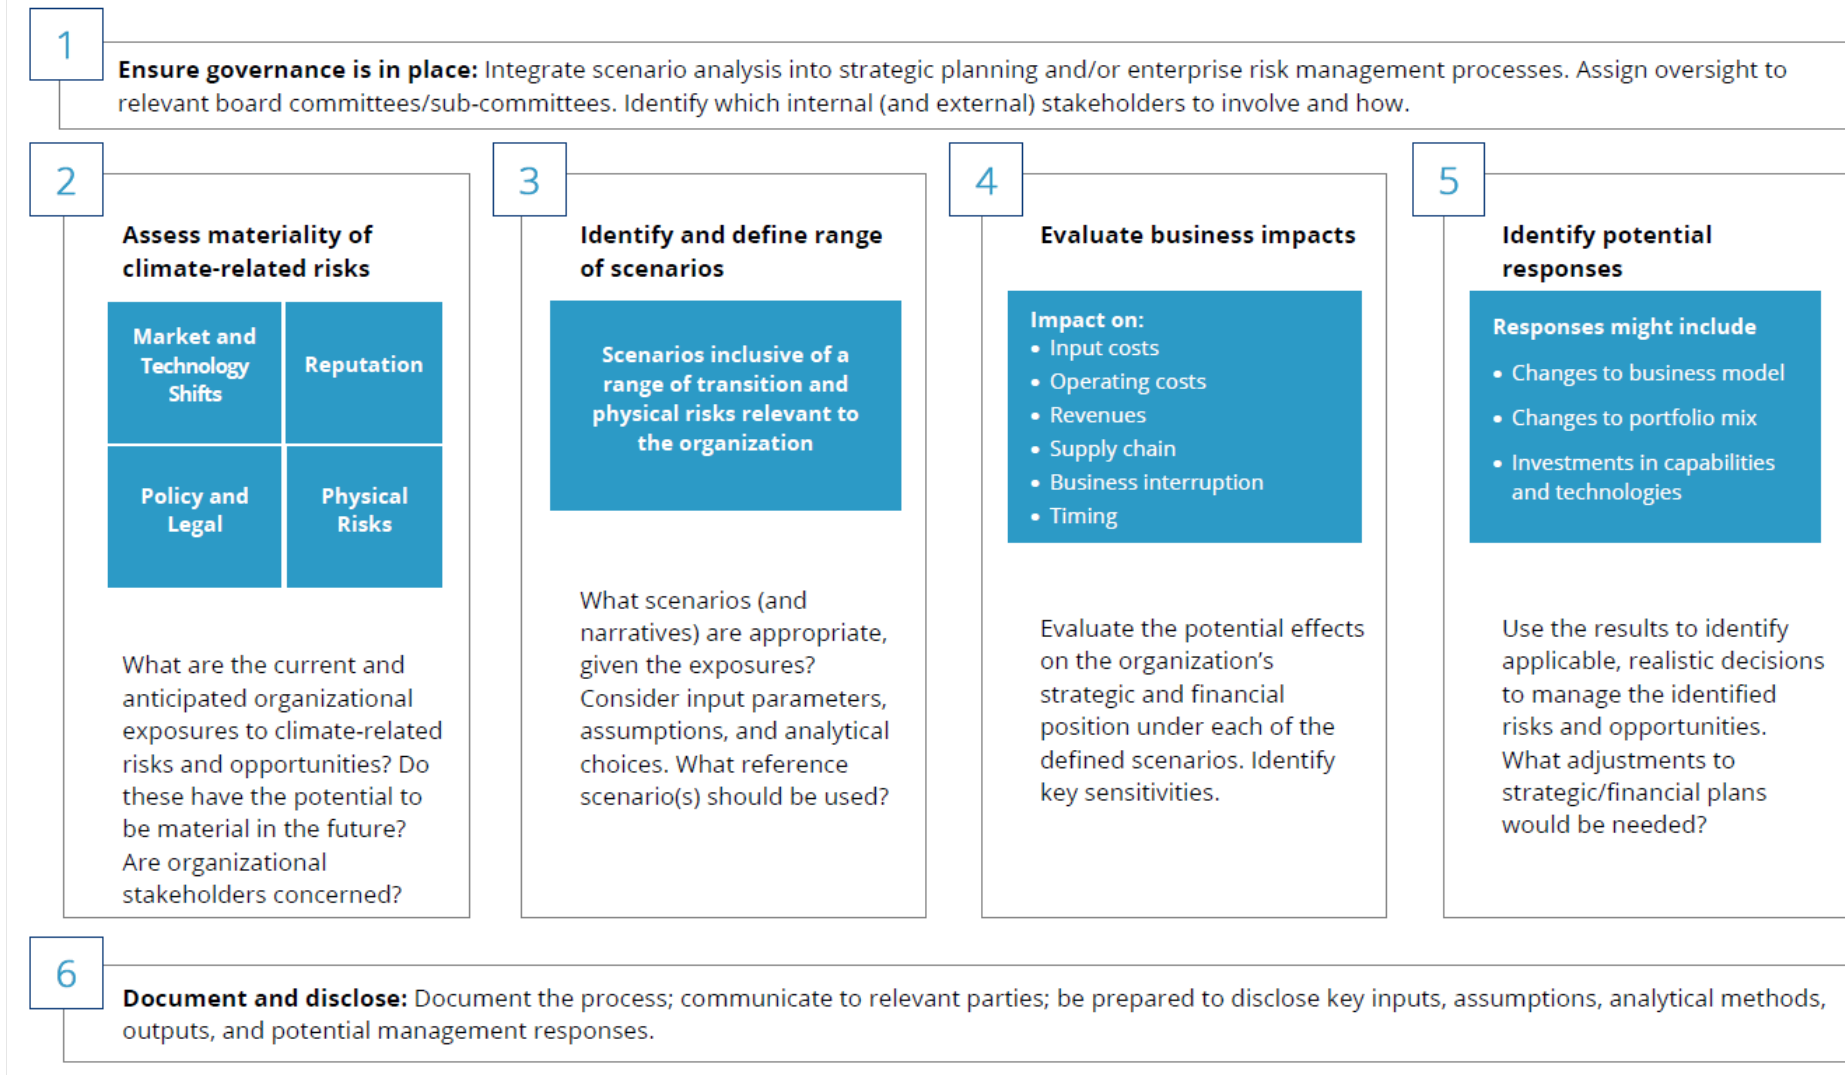 1
Ensure governance is in place: Integrate scenario analysis into strategic planning and/or enterprise risk management processes. Assign oversight to
relevant board committees/sub-committees. Identify which internal (and external) stakeholders to involve and how.
2
Assess materiality of
climate-related risks
Market and
Technology
Shifts
Reputation
Policy and
Legal
Physical
Risks
What are the current and
anticipated organizational
exposures to climate-related
risks and opportunities? Do
these have the potential to
be material in the future?
Are organizational
stakeholders concerned?
3
Identify and define range
of scenarios
Scenarios inclusive of a
range of transition and
physical risks relevant to
the organization
What scenarios (and
narratives) are appropriate,
given the exposures?
Consider input parameters,
assumptions, and analytical
choices. What reference
scenario(s) should be used?
4
Evaluate business impacts
Impact on:
• Input costs
• Operating costs
• Revenues
• Supply chain
• Business interruption
• Timing
Evaluate the potential effects
on the organization's
strategic and financial
position under each of the
defined scenarios. Identify
key sensitivities.
5
Identify potential
responses
Responses might include
• Changes to business model
• Changes to portfolio mix
• Investments in capabilities
and technologies
Use the results to identify
applicable, realistic decisions
to manage the identified
risks and opportunities.
What adjustments to
strategic/financial plans
would be needed?
6
Document and disclose: Document the process; communicate to relevant parties; be prepared to disclose key inputs, assumptions, analytical methods,
outputs, and potential management responses.